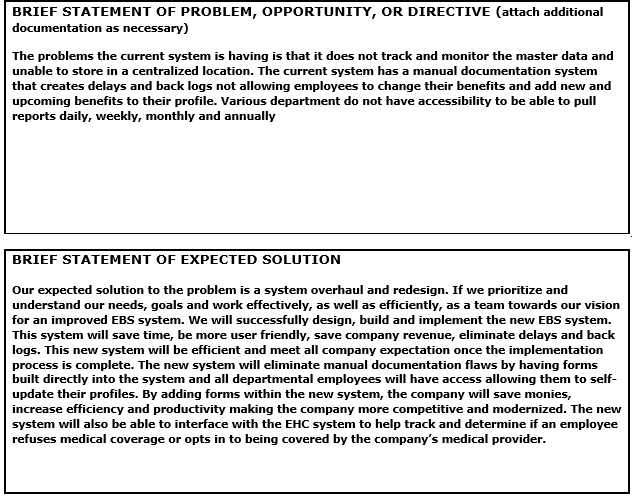 BRIEF STATEMENT OF PROBLEM, OPPORTUNITY, OR DIRECTIVE (attach additional
documentation as necessary)
The problems the current system is having is that it does not track and monitor the master data and
unable to store in a centralized location. The current system has a manual documentation system
that creates delays and back logs not allowing employees to change their benefits and add new and
upcoming benefits to their profile. Various department do not have accessibility to be able to pull
reports daily, weekly, monthly and annually
BRIEF STATEMENT OF EXPECTED SOLUTION
Our expected solution to the problem is a system overhaul and redesign. If we prioritize and
understand our needs, goals and work effectively, as well as efficiently, as a team towards our vision
for an improved EBS system. We will successfully design, build and implement the new EBS system.
This system will save time, be more user friendly, save company revenue, eliminate delays and back
logs. This new system will be efficient and meet all company expectation once the implementation
process is complete. The new system will eliminate manual documentation flaws by having forms
built directly into the system and all departmental employees will have access allowing them to self-
update their profiles. By adding forms within the new system, the company will save monies,
increase efficiency and productivity making the company more competitive and modernized. The new
system will also be able to interface with the EHC system to help track and determine if an employee
refuses medical coverage or opts in to being covered by the company’s medical provider.